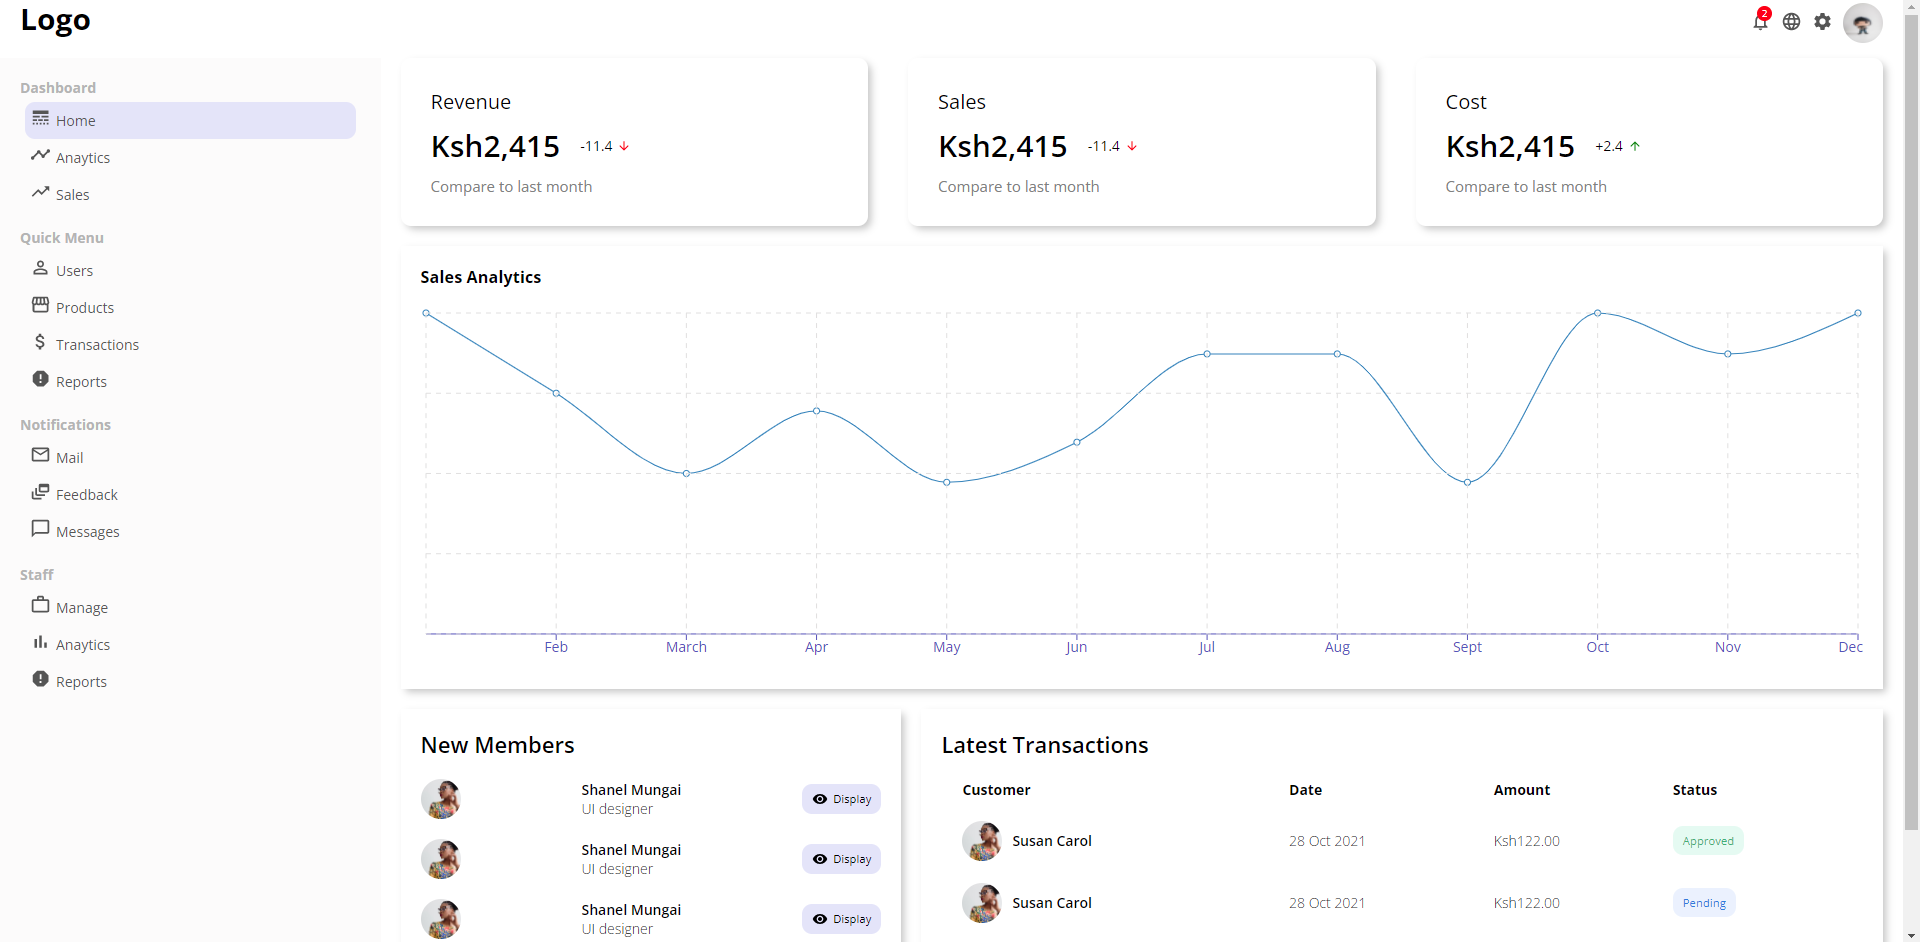 Logo
2
Dashboard
Home
Anaytics
Sales
Quick Menu
Users
Products
Transactions
Reports
Notifications
Mail
Feedback
Messages
Staff
Manage
Anaytics
Reports
Revenue
Ksh2,415 -11.4
Compare to last month
Sales
Ksh2,415 -11.4
Compare to last month
Cost
Ksh2,415 +2.4
Compare to last month
Sales Analytics
Feb March Apr May Jun Jul Aug Sept Oct Nov Dec
New Members
Shanel Mungai
UI designer
Display
Shanel Mungai
UI designer
Display
Shanel Mungai
UI designer
Display
Latest Transactions
Customer Date Amount Status
Susan Carol 28 Oct 2021 Ksh122.00 Approved
Susan Carol 28 Oct 2021 Ksh122.00 Pending